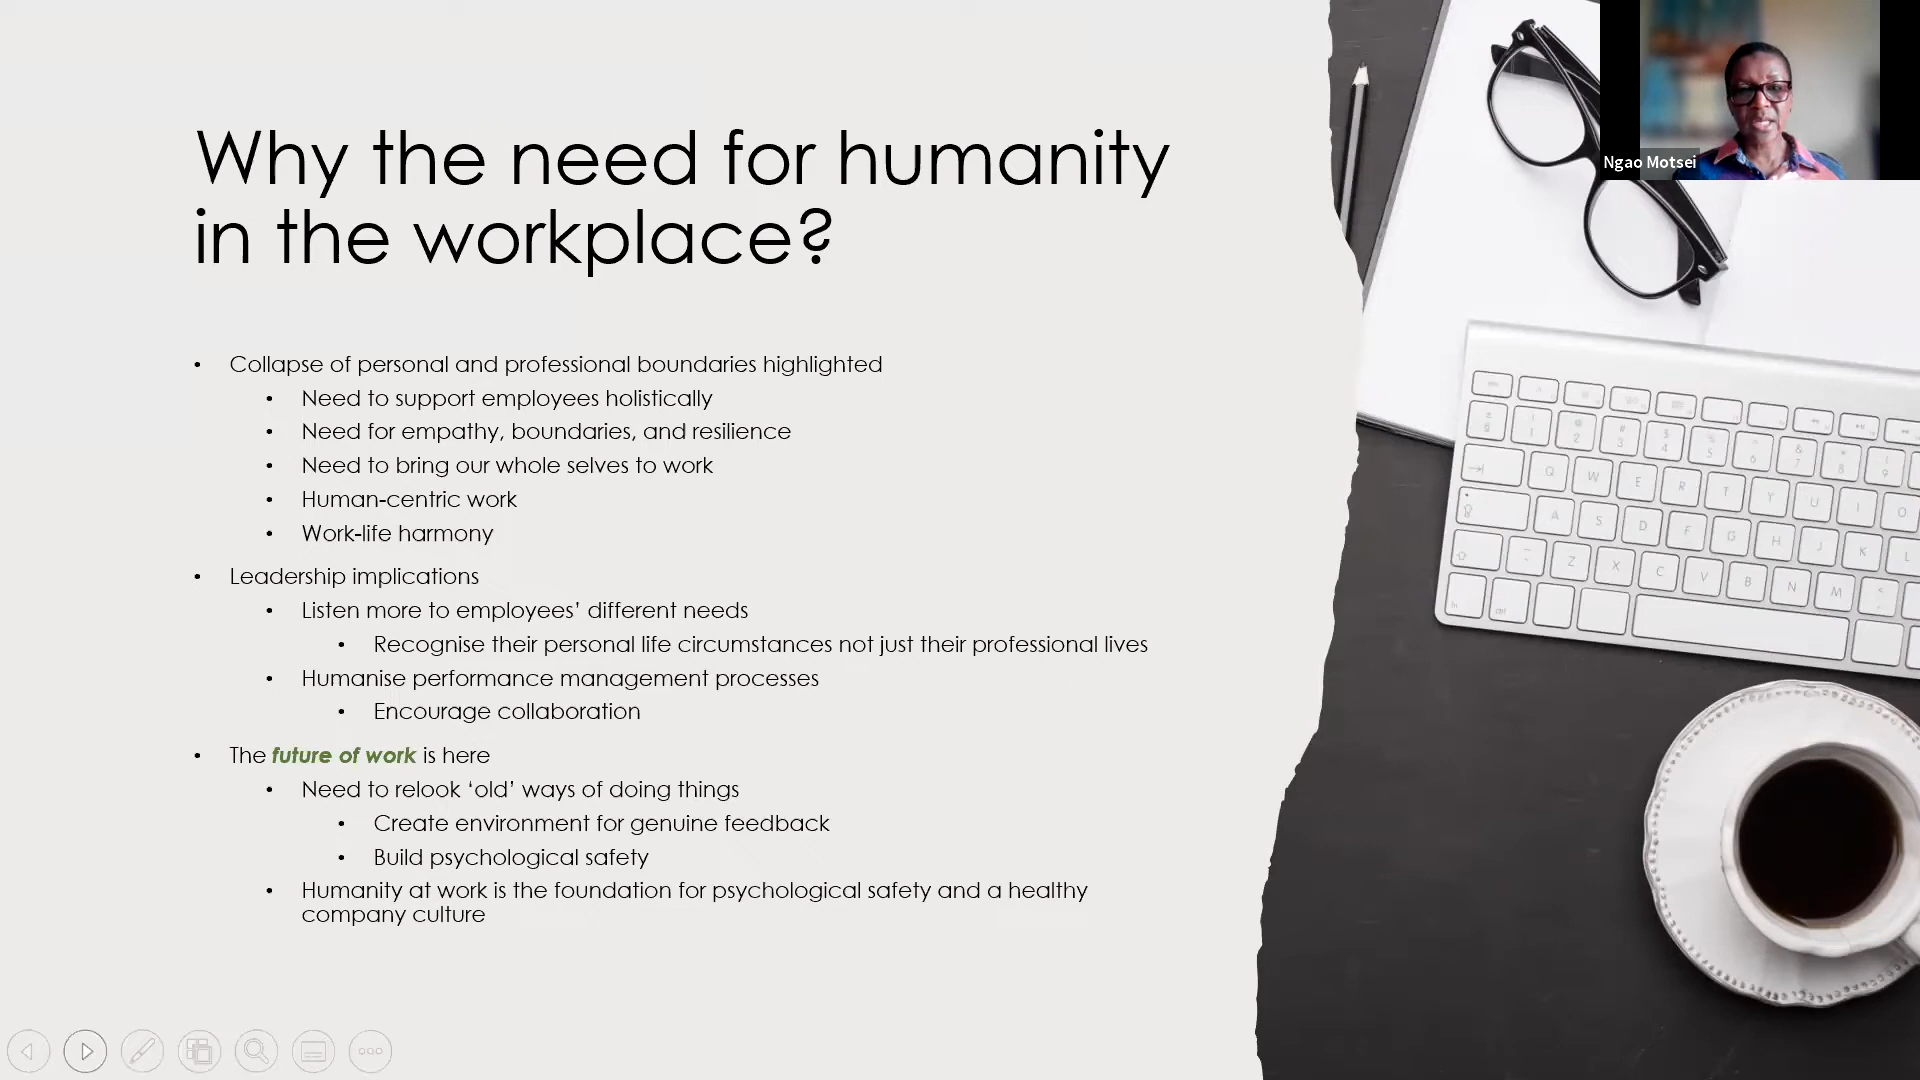 Why the need for humanity
in the workplace?
• Collapse of personal and professional boundaries highlighted
• Need to support employees holistically
• Need for empathy, boundaries, and resilience
• Need to bring our whole selves to work
• Human-centric work
• Work-life harmony
• Leadership implications
• Listen more to employees’ different needs
• Recognise their personal life circumstances not just their professional lives
• Humanise performance management processes
• Encourage collaboration
• The future of work is here
• Need to relook ‘old’ ways of doing things
• Create environment for genuine feedback
• Build psychological safety
• Humanity at work is the foundation for psychological safety and a healthy
company culture
Ngao Motsei
Q W E R T Y U I O
A S D F G H J K L
Z X C V B N M